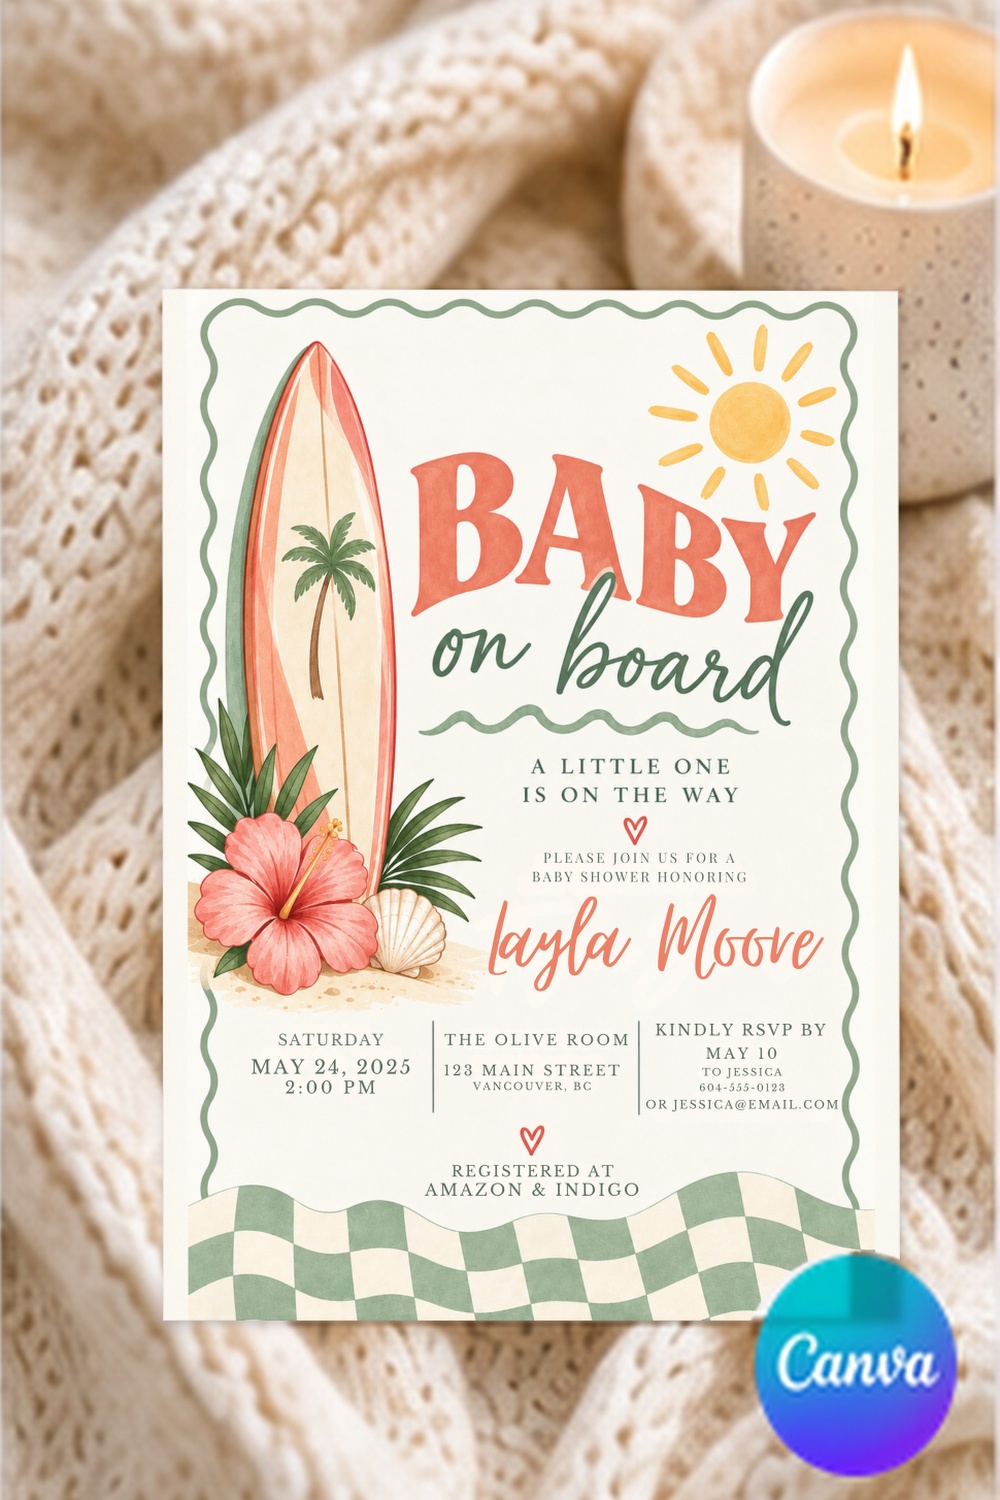 BABY
on board
A LITTLE ONE
IS ON THE WAY
PLEASE JOIN US FOR A
BABY SHOWER HONORING
Layla Moore
SATURDAY
MAY 24, 2025
2:00 PM
THE OLIVE ROOM
123 MAIN STREET
VANCOUVER, BC
KINDLY RSVP BY
MAY 10
TO JESSICA
604-555-0123
OR JESSICA@EMAIL.COM
REGISTERED AT
AMAZON & INDIGO
Canva